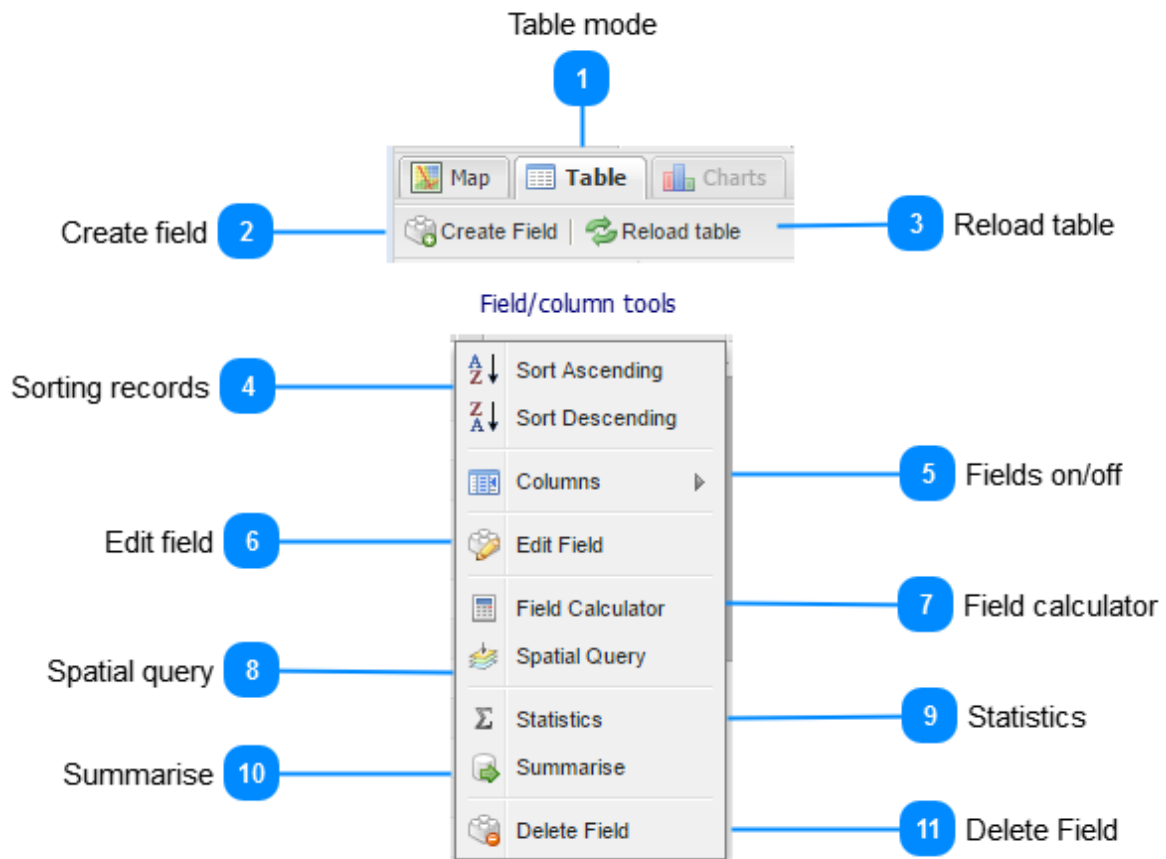 Table mode
1
Map Table Charts
Create field 2 Create Field Reload table 3 Reload table
Field/column tools
Sort Ascending
Sorting records 4
Sort Descending
Columns 5 Fields on/off
Edit field 6 Edit Field
Field Calculator 7 Field calculator
Spatial query 8 Spatial Query
Σ Statistics 9 Statistics
Summarise 10 Summarise
Delete Field 11 Delete Field